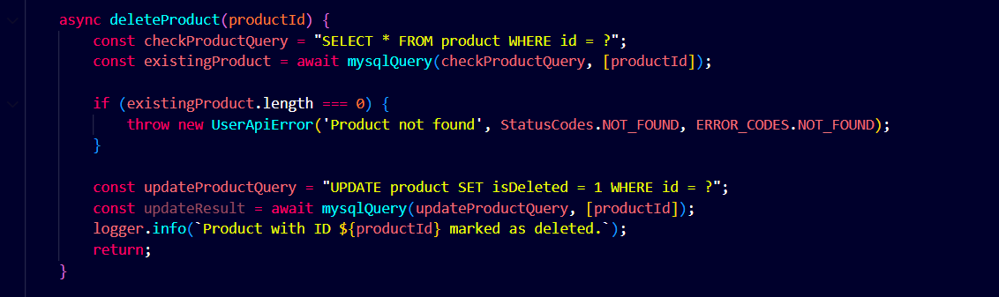 async deleteProduct(productId) {
const checkProductQuery = "SELECT * FROM product WHERE id = ?";
const existingProduct = await mysqlQuery(checkProductQuery, [productId]);
if (existingProduct.length === 0) {
throw new UserApiError('Product not found', StatusCodes.NOT_FOUND, ERROR_CODES.NOT_FOUND);
}
const updateProductQuery = "UPDATE product SET isDeleted = 1 WHERE id = ?";
const updateResult = await mysqlQuery(updateProductQuery, [productId]);
logger.info(`Product with ID ${productId} marked as deleted.`);
return;
}